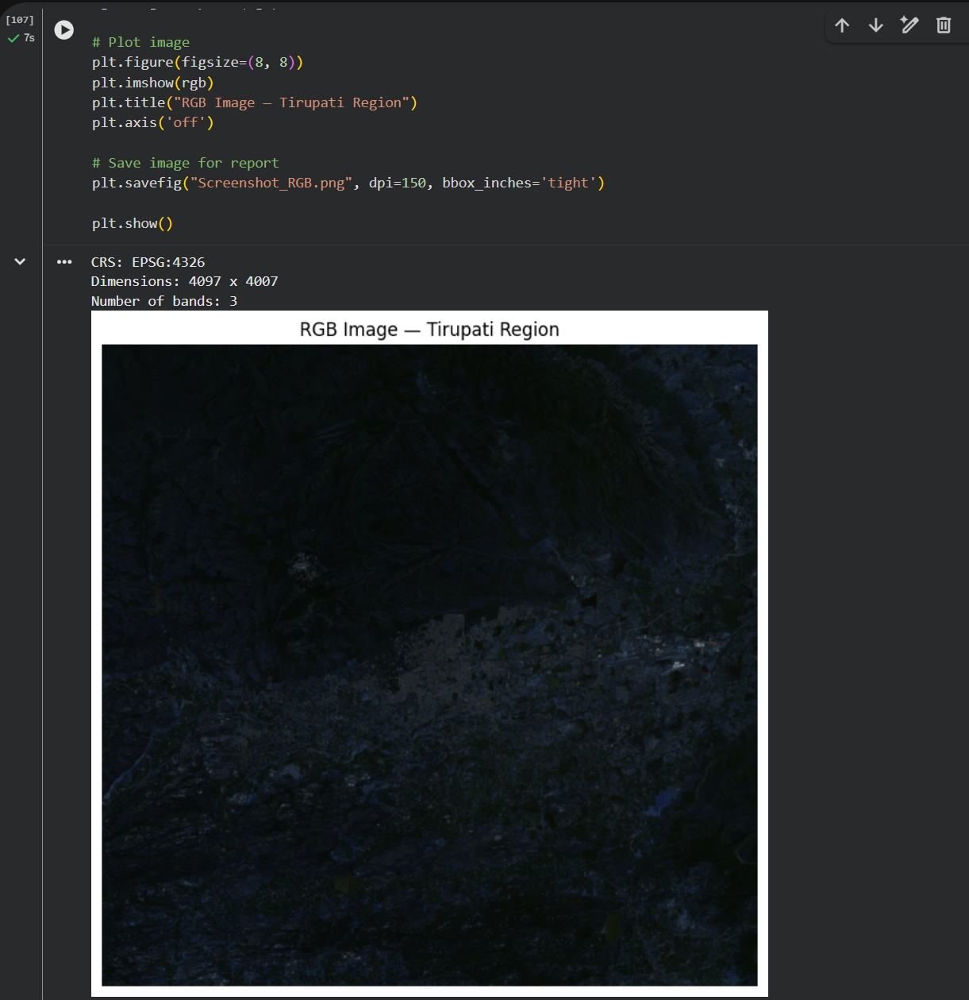 [107]
7s
# Plot image
plt.figure(figsize=(8, 8))
plt.imshow(rgb)
plt.title("RGB Image — Tirupati Region")
plt.axis('off')
# Save image for report
plt.savefig("Screenshot_RGB.png", dpi=150, bbox_inches='tight')
plt.show()
CRS: EPSG:4326
Dimensions: 4097 x 4007
Number of bands: 3
RGB Image — Tirupati Region